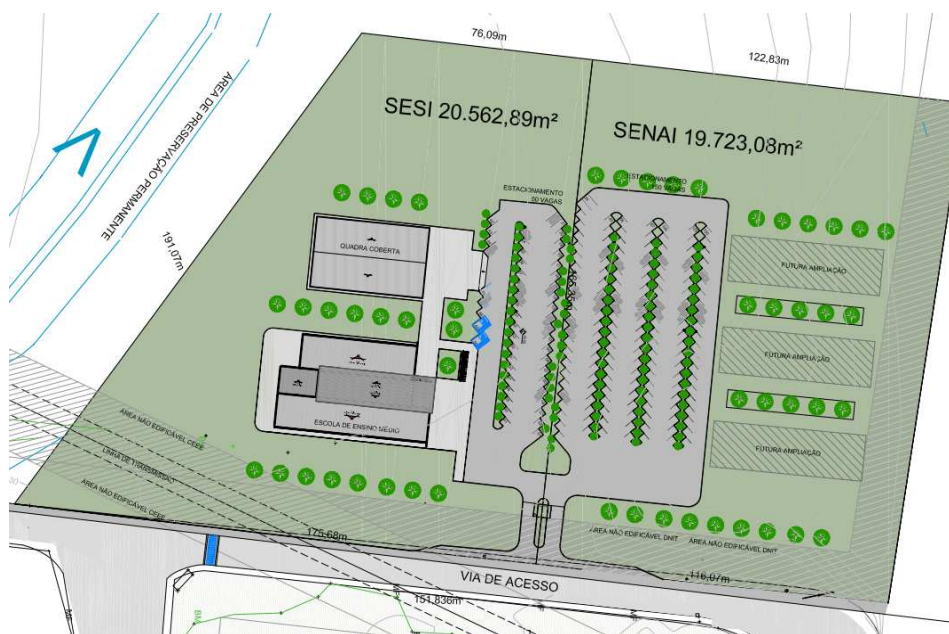 76,09m
122,83m
SESI 20.562,89m²
SENAI 19.723,08m²
ÁREA DE PRESERVAÇÃO PERMANENTE
191,07m
ESTACIONAMENTO
50 VAGAS
ESTACIONAMENTO
150 VAGAS
QUADRA COBERTA
FUTURA AMPLIAÇÃO
FUTURA AMPLIAÇÃO
FUTURA AMPLIAÇÃO
ESCOLA DE ENSINO MÉDIO
ÁREA NÃO EDIFICÁVEL CEEE
LINHA DE TRANSMISSÃO
ÁREA NÃO EDIFICÁVEL CEEE
ÁREA NÃO EDIFICÁVEL DNIT
ÁREA NÃO EDIFICÁVEL DNIT
175,68m
116,07m
VIA DE ACESSO
151,836m